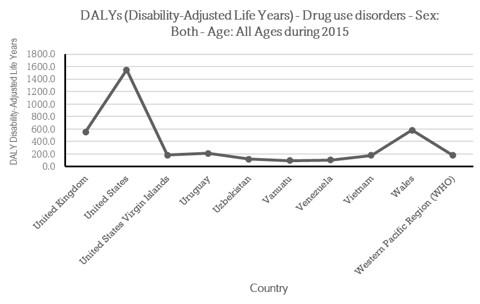 DALYs (Disability-Adjusted Life Years) - Drug use disorders - Sex:
Both - Age: All Ages during 2015
DALY Disability-Adjusted Life Years
1800.0
1600.0
1400.0
1200.0
1000.0
800.0
600.0
400.0
200.0
0.0
United Kingdom
United States
United States Virgin Islands
Uruguay
Uzbekistan
Vanuatu
Venezuela
Vietnam
Wales
Western Pacific Region (WHO)
Country